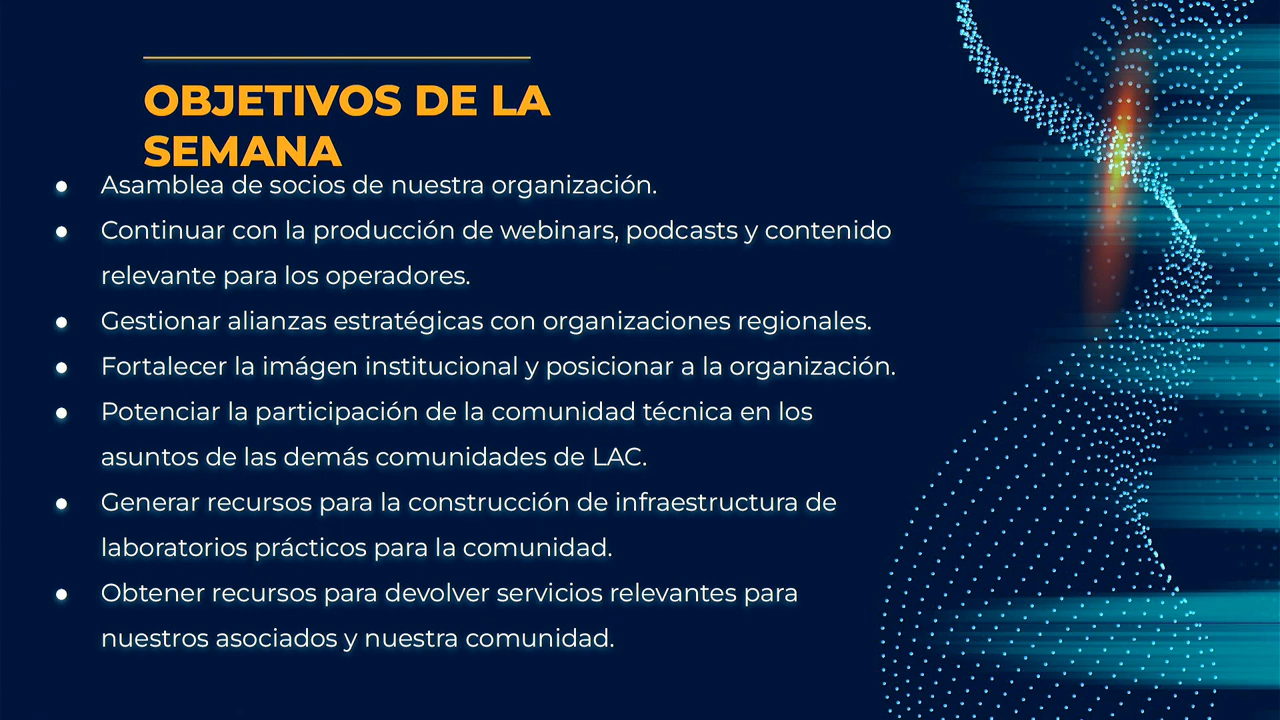 OBJETIVOS DE LA
SEMANA
● Asamblea de socios de nuestra organización.
● Continuar con la producción de webinars, podcasts y contenido
relevante para los operadores.
● Gestionar alianzas estratégicas con organizaciones regionales.
● Fortalecer la imágen institucional y posicionar a la organización.
● Potenciar la participación de la comunidad técnica en los
asuntos de las demás comunidades de LAC.
● Generar recursos para la construcción de infraestructura de
laboratorios prácticos para la comunidad.
● Obtener recursos para devolver servicios relevantes para
nuestros asociados y nuestra comunidad.